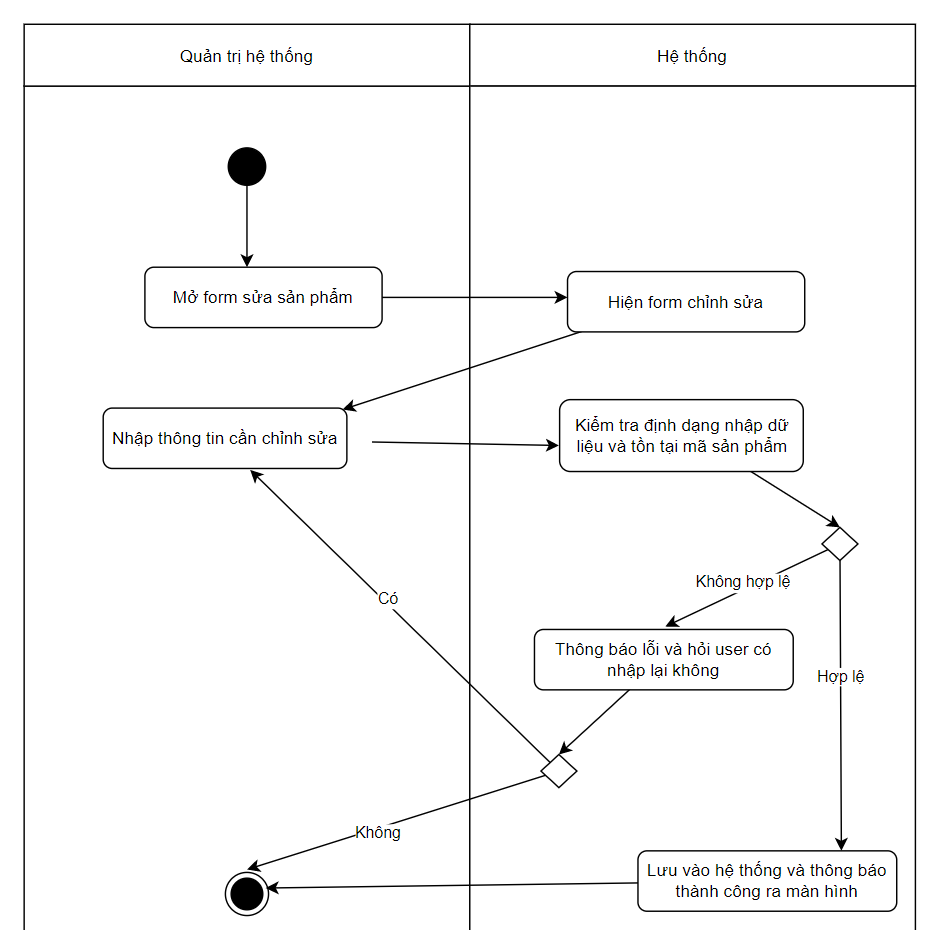 Quản trị hệ thống
Hệ thống
Mở form sửa sản phẩm
Hiện form chỉnh sửa
Nhập thông tin cần chỉnh sửa
Kiểm tra định dạng nhập dữ
liệu và tồn tại mã sản phẩm
Không hợp lệ
Có
Thông báo lỗi và hỏi user có
nhập lại không
Hợp lệ
Không
Lưu vào hệ thống và thông báo
thành công ra màn hình